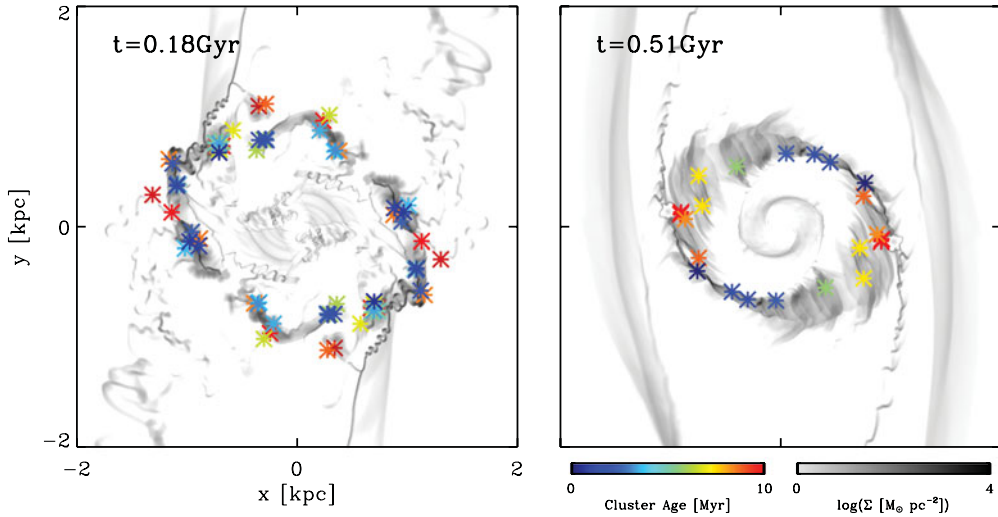 2
t=0.18Gyr
t=0.51Gyr
y [kpc]
0
−2
−2
0
2
x [kpc]
0
10
0
4
Cluster Age [Myr]
log(Σ [M⊙ pc⁻²])